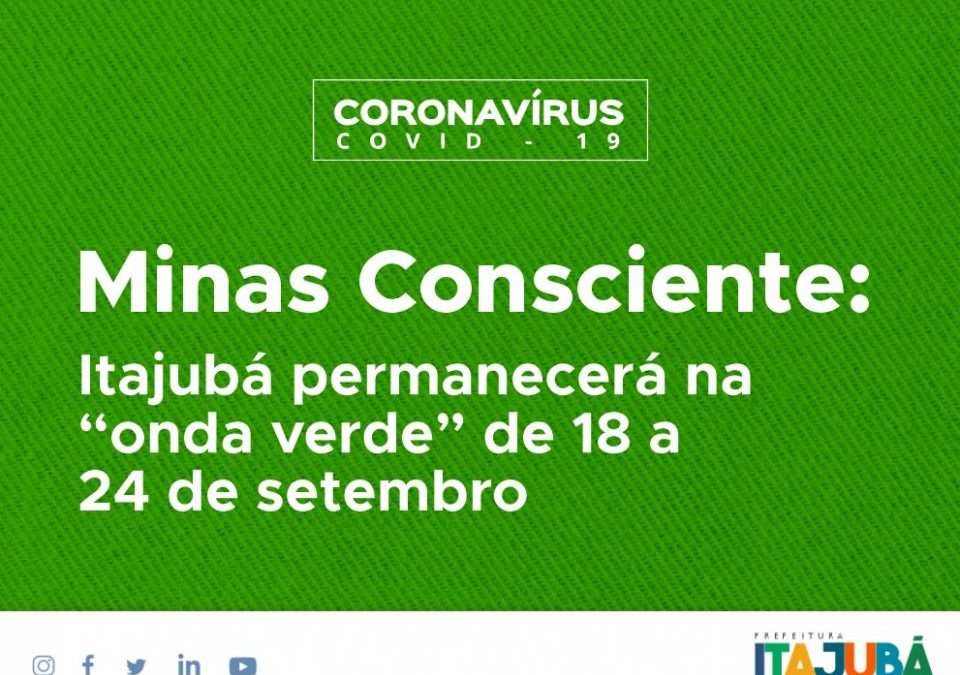 CORONAVÍRUS
COVID - 19
Minas Consciente:
Itajubá permanecerá na
“onda verde” de 18 a
24 de setembro
PREFEITURA
ITAJUBÁ